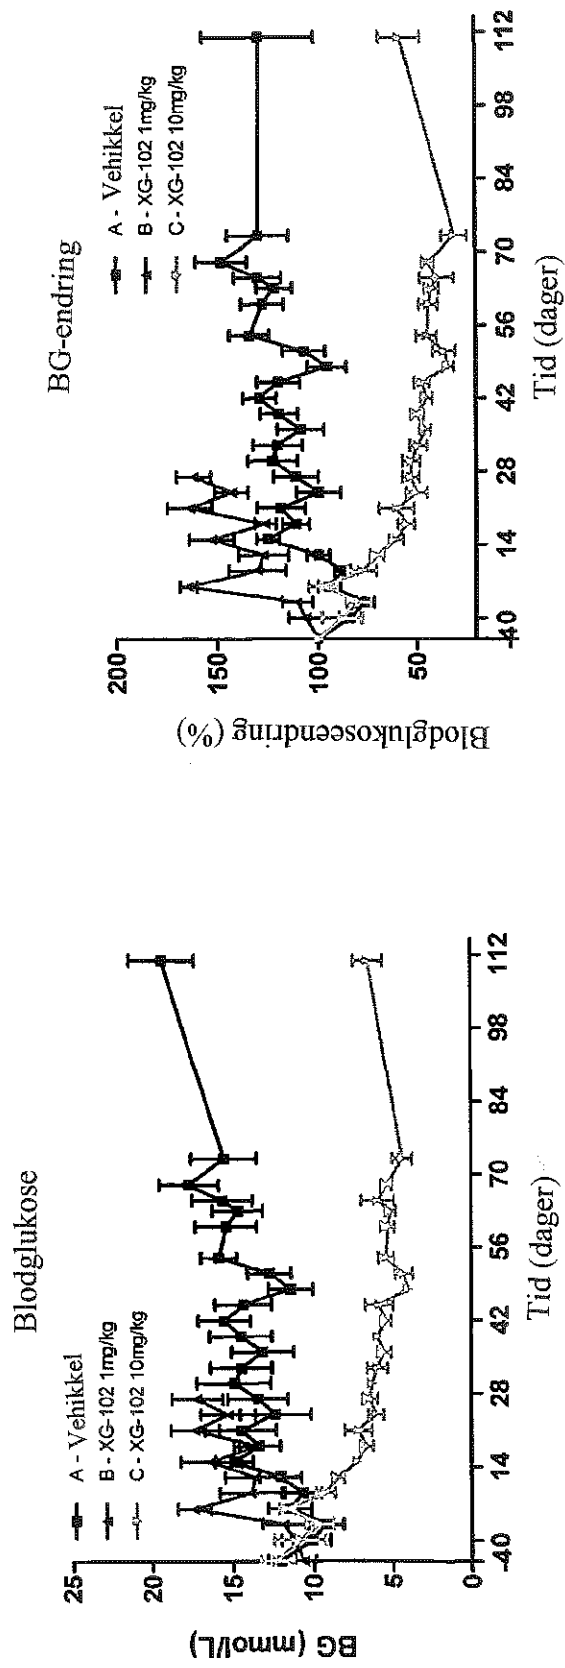 Blodglukose
A - Vehikkel
B - XG-102 1mg/kg
C - XG-102 10mg/kg
BG (mmol/L)
25
20
15
10
5
0
-40
14
28
42
56
70
84
98
112
Tid (dager)
BG-endring
A - Vehikkel
B - XG-102 1mg/kg
C - XG-102 10mg/kg
Blodglukoseendring (%)
200
150
100
50
-40
14
28
42
56
70
84
98
112
Tid (dager)